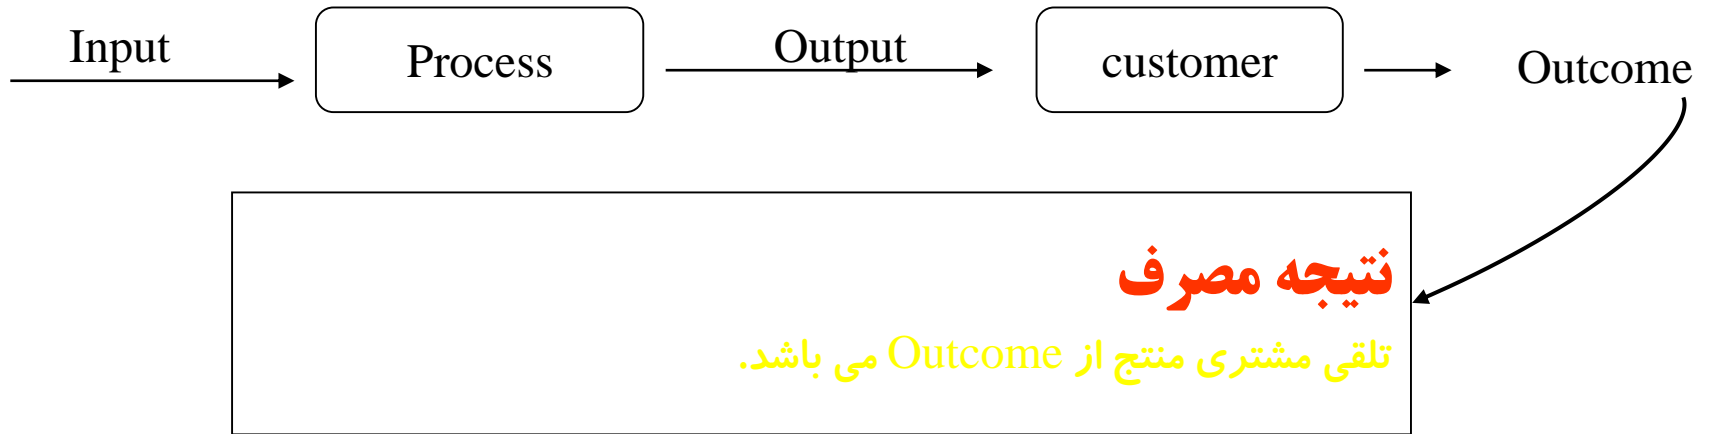 Input
Process
Output
customer
Outcome
نتیجه مصرف
تلقی مشتری منتج از Outcome می باشد.